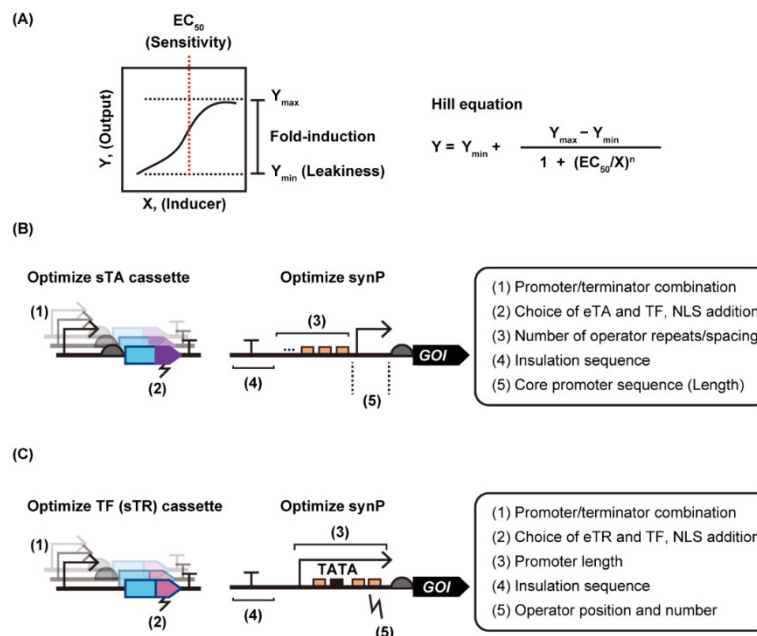 (A)
EC50
(Sensitivity)
Ymax
Fold-induction
Ymin (Leakiness)
Y, (Output)
X, (Inducer)
Hill equation
Y = Ymin + Ymax − Ymin
1 + (EC50/X)n
(B)
Optimize sTA cassette
Optimize synP
(1)
(2)
(3)
...
(4)
(5)
GOI
(1) Promoter/terminator combination
(2) Choice of eTA and TF, NLS addition
(3) Number of operator repeats/spacing
(4) Insulation sequence
(5) Core promoter sequence (Length)
(C)
Optimize TF (sTR) cassette
Optimize synP
(1)
(2)
(3)
TATA
(4)
(5)
GOI
(1) Promoter/terminator combination
(2) Choice of eTR and TF, NLS addition
(3) Promoter length
(4) Insulation sequence
(5) Operator position and number